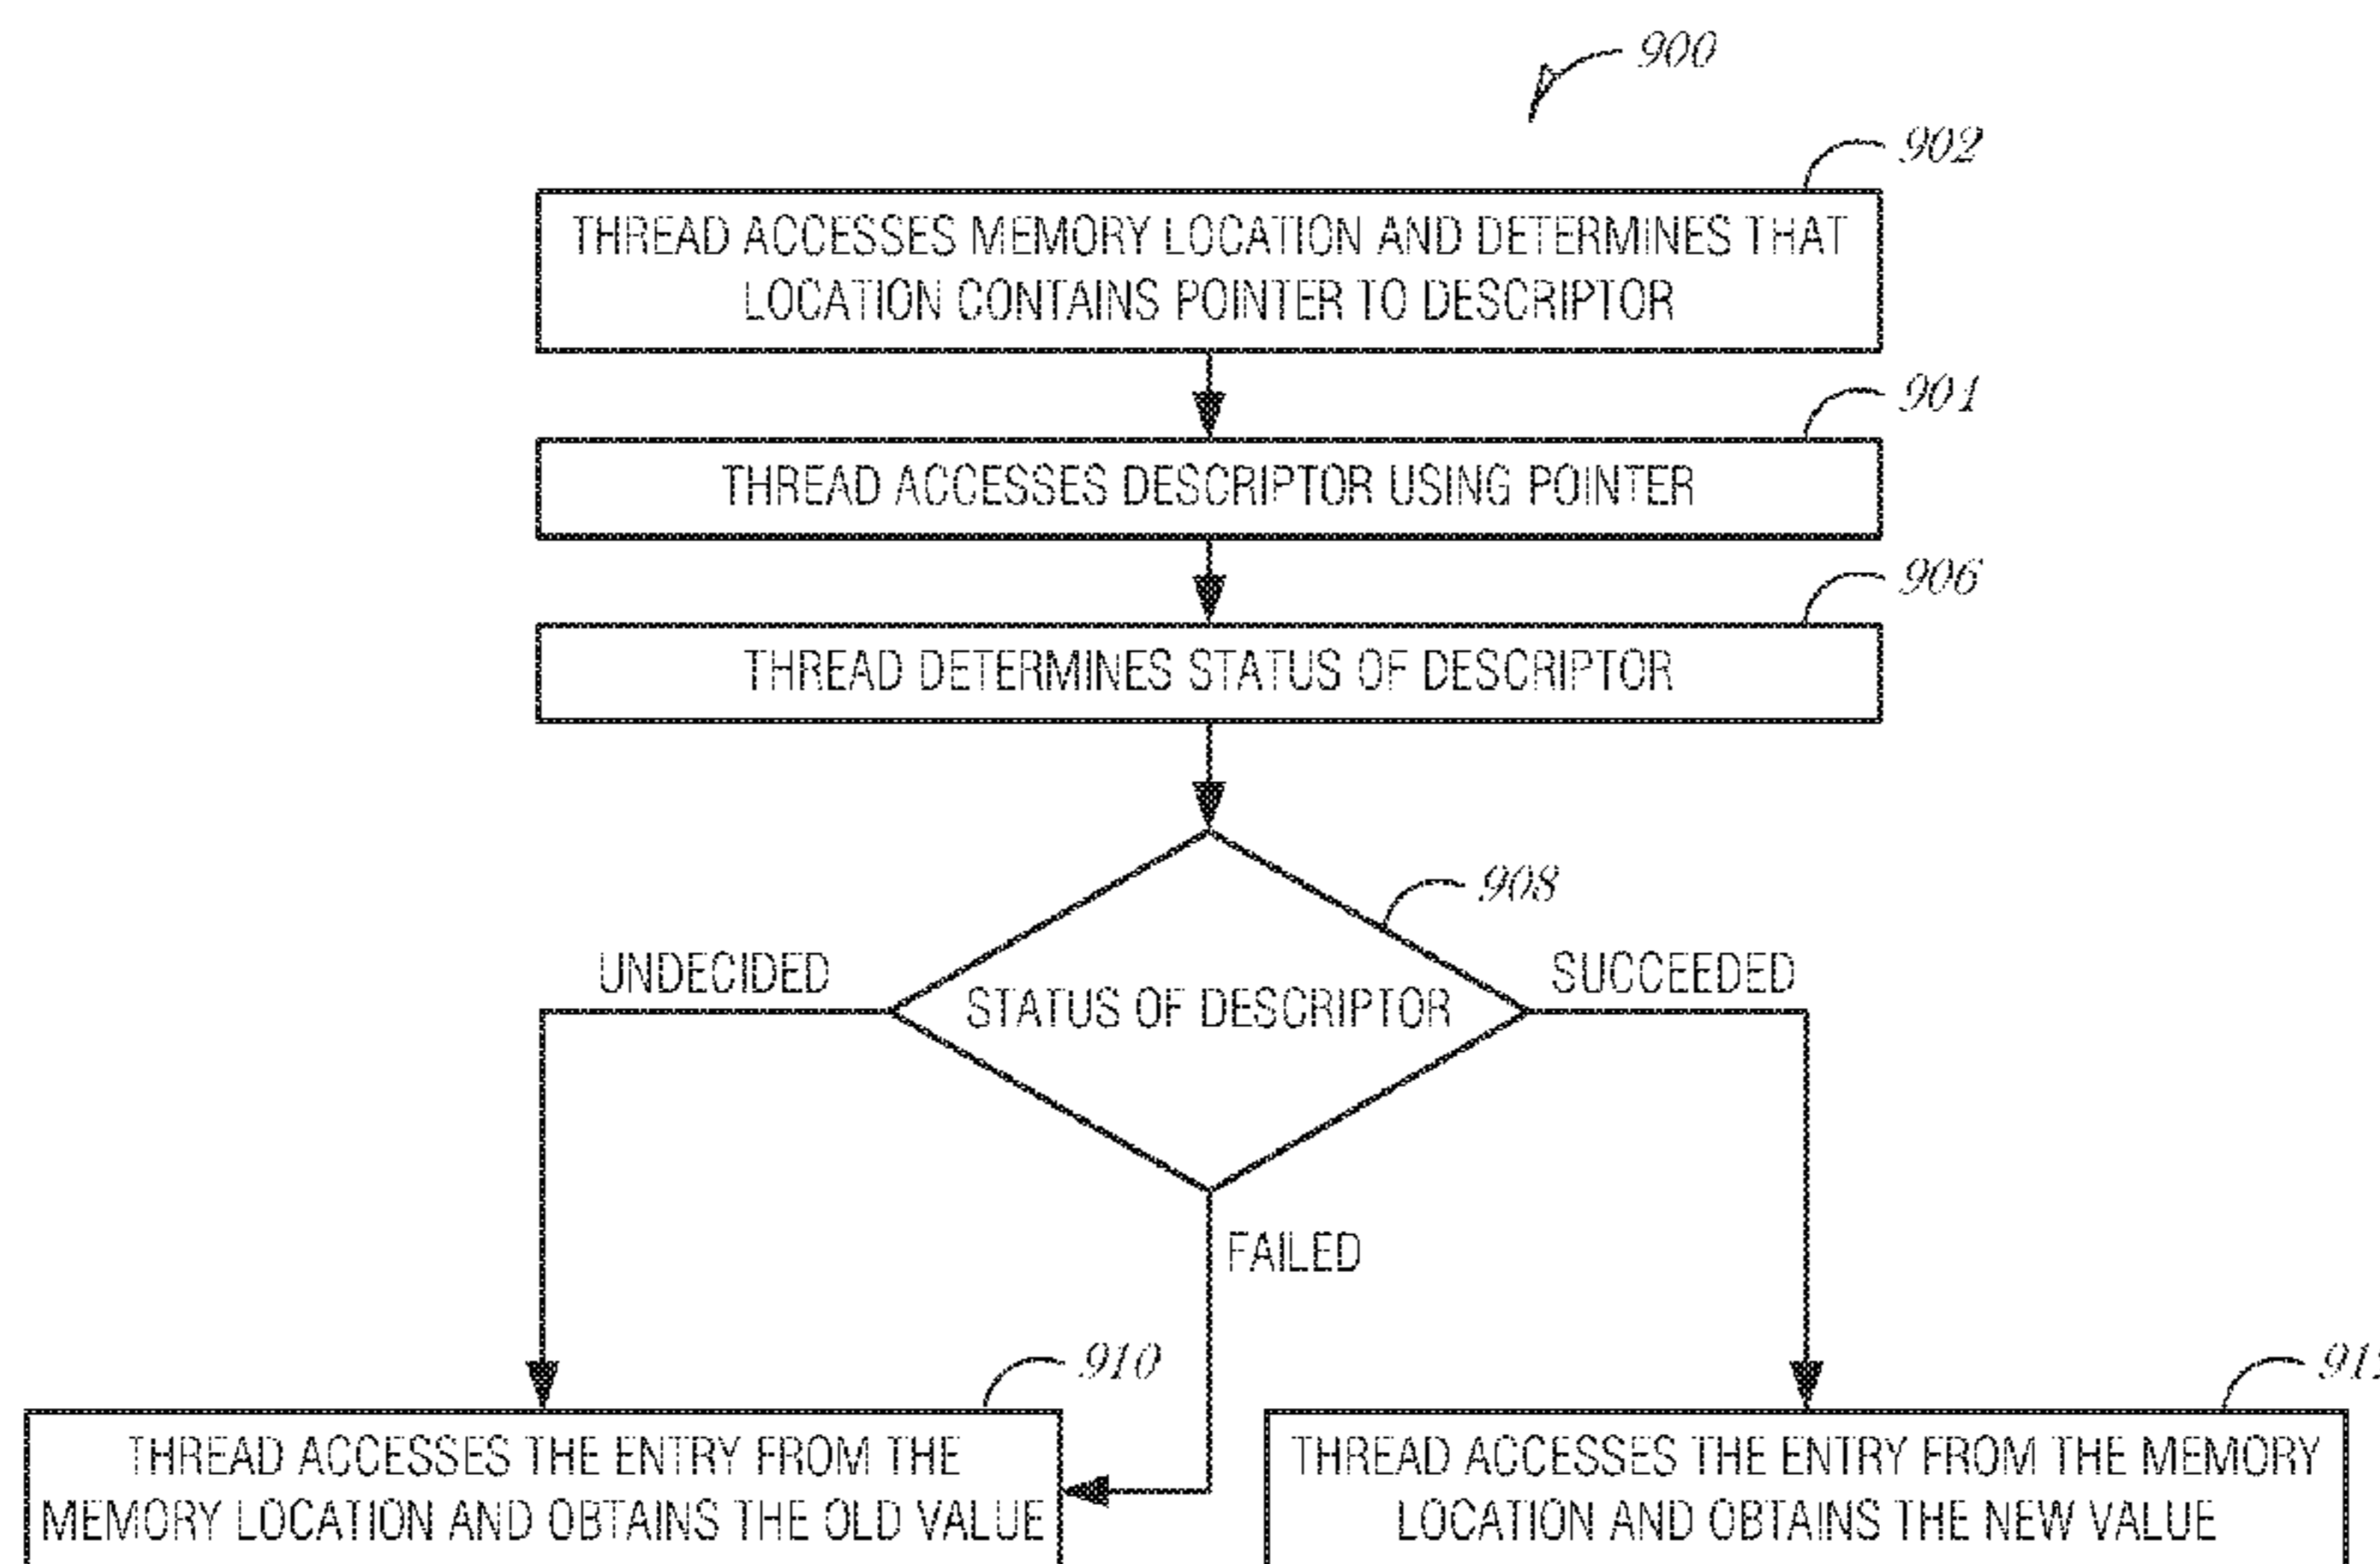 900
902
THREAD ACCESSES MEMORY LOCATION AND DETERMINES THAT
LOCATION CONTAINS POINTER TO DESCRIPTOR
904
THREAD ACCESSES DESCRIPTOR USING POINTER
906
THREAD DETERMINES STATUS OF DESCRIPTOR
908
UNDECIDED
SUCCEEDED
STATUS OF DESCRIPTOR
FAILED
910
THREAD ACCESSES THE ENTRY FROM THE
MEMORY LOCATION AND OBTAINS THE OLD VALUE
THREAD ACCESSES THE ENTRY FROM THE MEMORY
LOCATION AND OBTAINS THE NEW VALUE